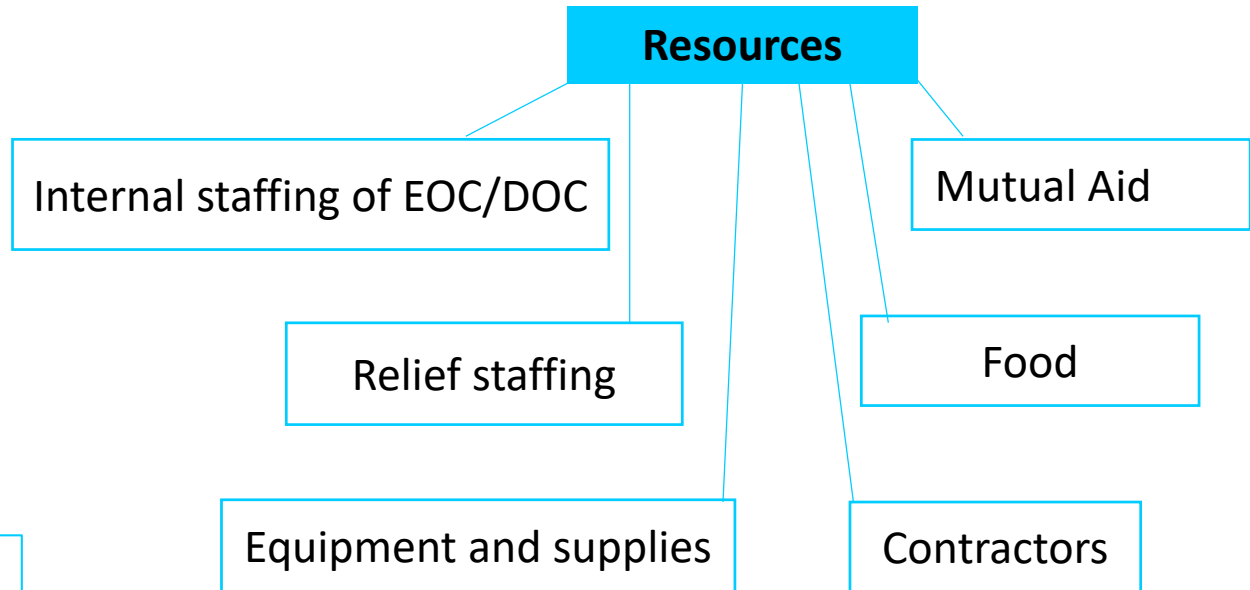 Resources
Internal staffing of EOC/DOC
Mutual Aid
Relief staffing
Food
Equipment and supplies
Contractors